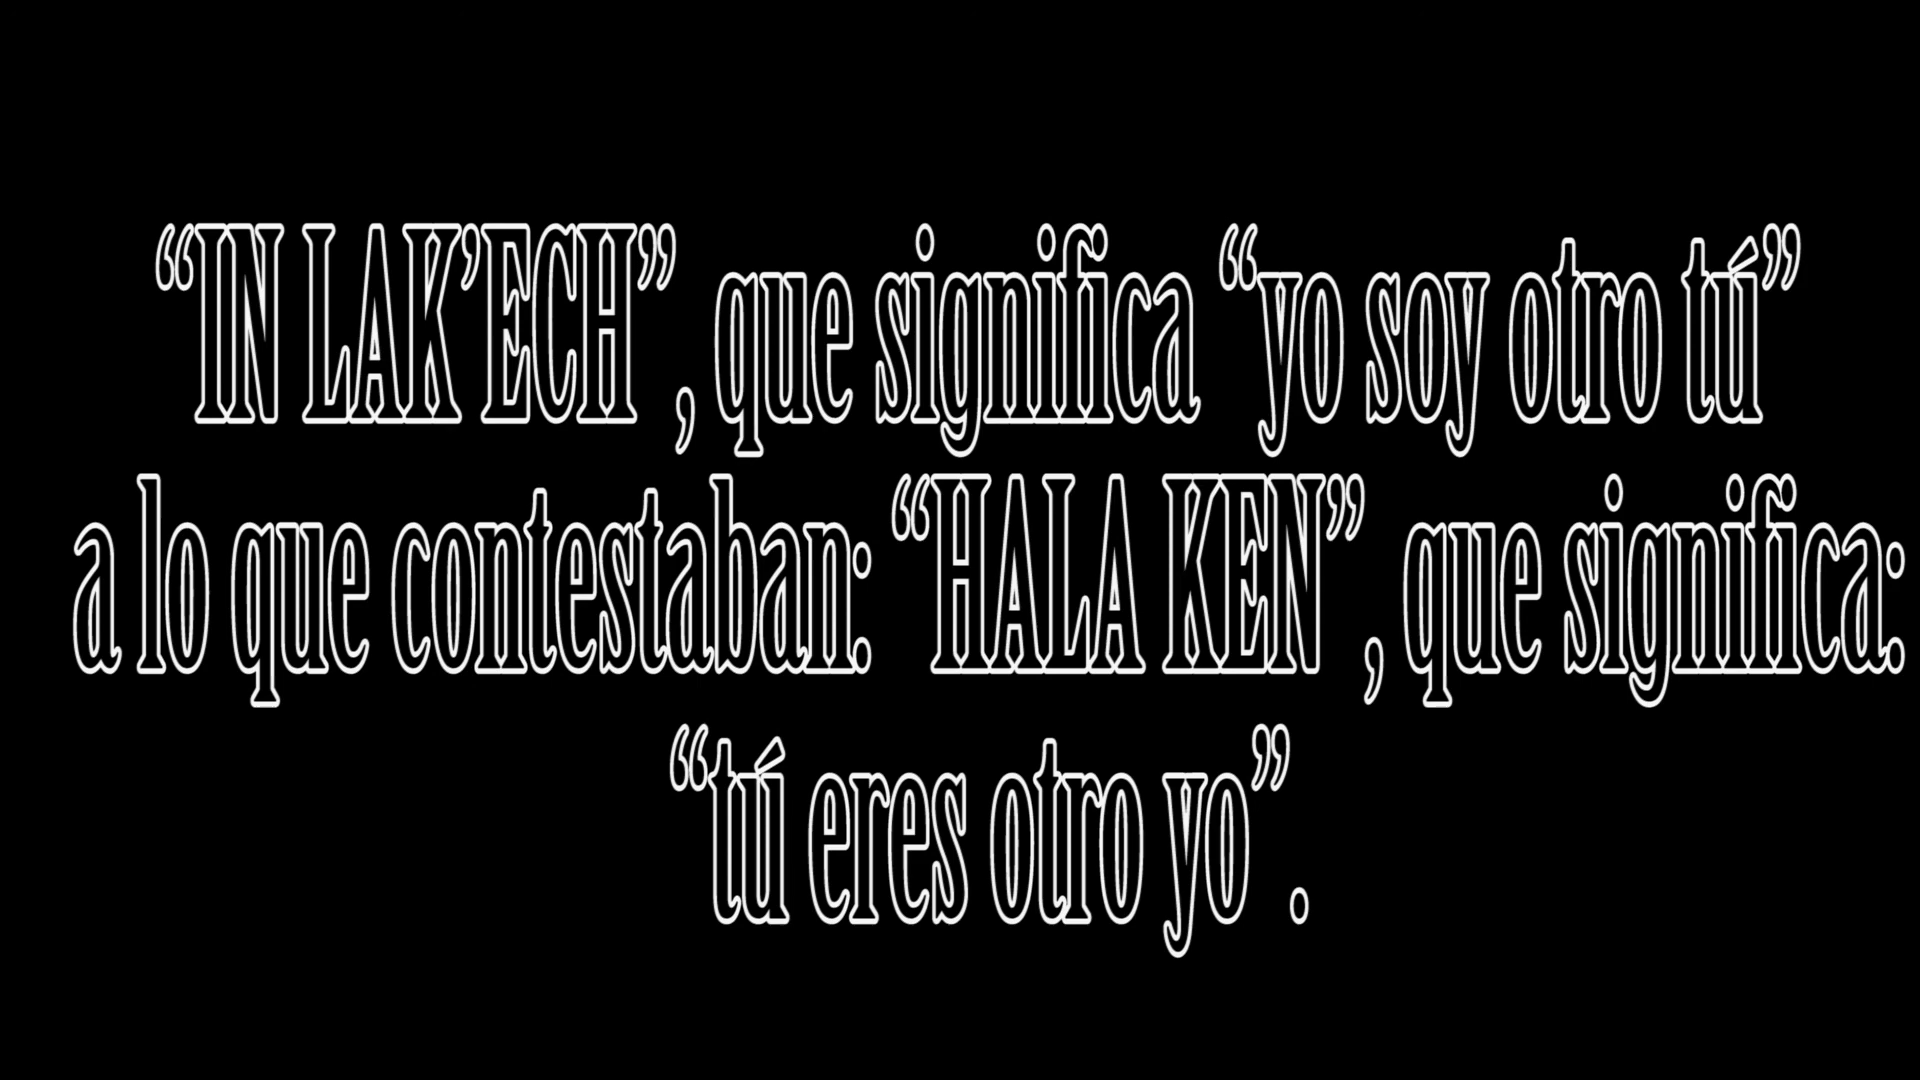 “IN LAK’ECH”, que significa “yo soy otro tú”
a lo que contestaban: “HALA KEN”, que significa:
“tú eres otro yo”.